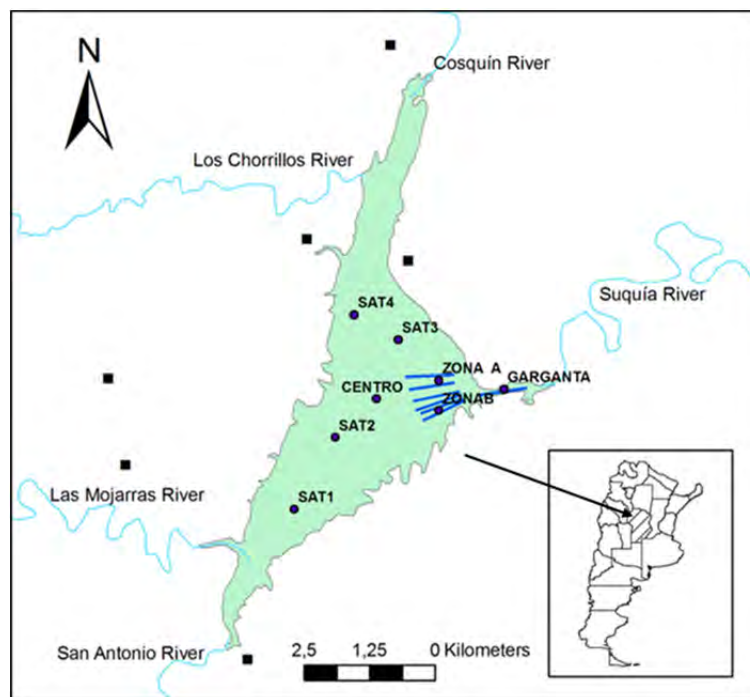 N
Cosquín River
Los Chorrillos River
Suquía River
SAT4
SAT3
ZONA A
GARGANTA
CENTRO
ZONAB
SAT2
Las Mojarras River
SAT1
San Antonio River
2,5 1,25 0 Kilometers